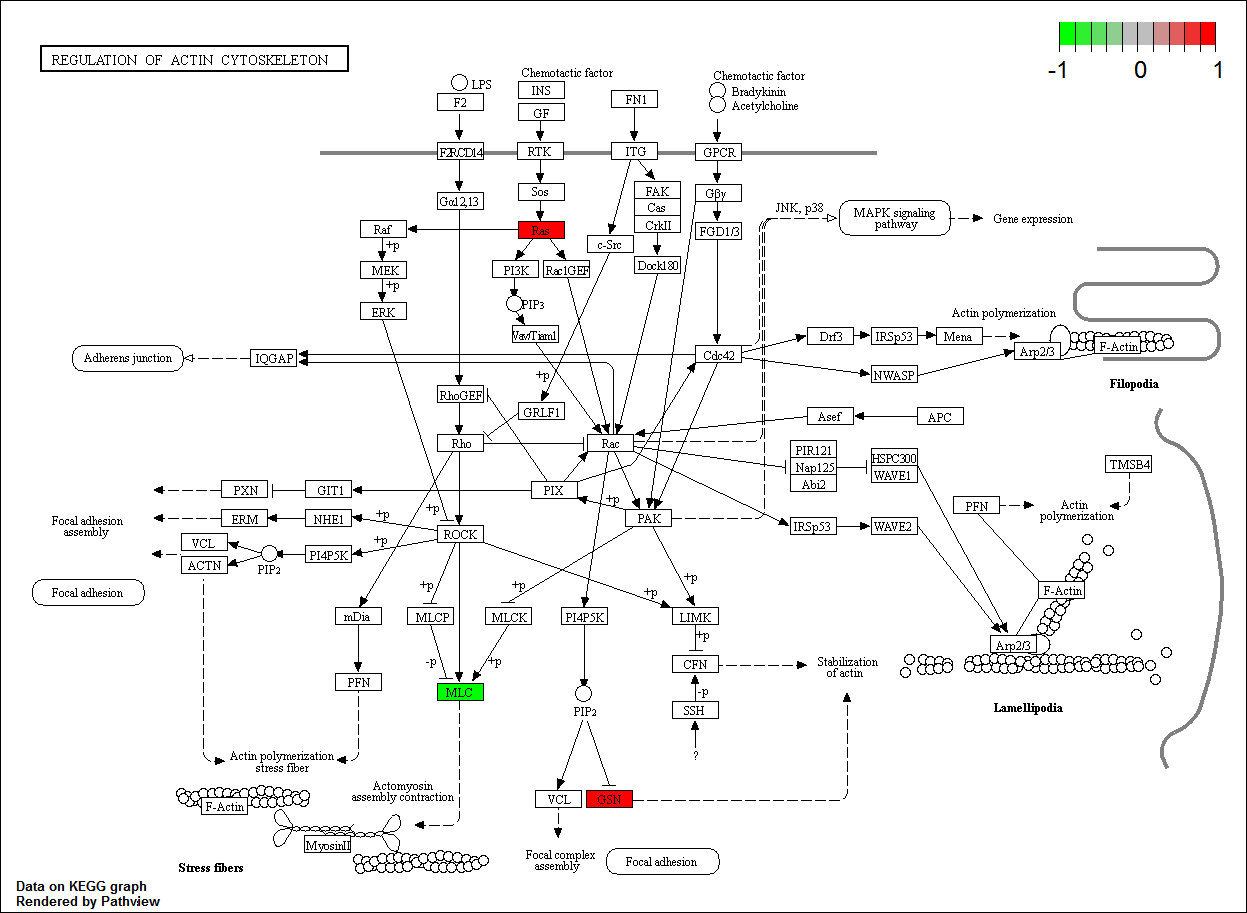 REGULATION OF ACTIN CYTOSKELETON
-1
0
1
LPS
F2
Chemotactic factor
INS
GF
FN1
Chemotactic factor
Bradykinin
Acetylcholine
F2R
CD14
RTK
ITG
GPCR
Gα12,13
Sos
FAK
Cas
CrkII
Gβγ
JNK, p38
MAPK signaling
pathway
Gene expression
Raf
Ras
c-Src
FGD1/3
+p
MEK
PI3K
Rac1GEF
Dock180
+p
ERK
PIP3
Vav/Tiam1
Actin polymerization
Drf3
IRSp53
Mena
Arp2/3
F-Actin
Adherens junction
IQGAP
Cdc42
NWASP
Filopodia
+p
RhoGEF
GRLF1
Asef
APC
Rho
Rac
PIR121
Nap125
Abi2
HSPC300
WAVE1
TMSB4
PXN
GIT1
PIX
+p
PAK
PFN
Actin
polymerization
Focal adhesion
assembly
ERM
NHE1
+p
+p
ROCK
IRSp53
WAVE2
VCL
ACTN
PIP2
PI4P5K
+p
Focal adhesion
+p
+p
+p
+p
F-Actin
mDia
MLCP
MLCK
PI4P5K
LIMK
+p
Arp2/3
-p
+p
CFN
Stabilization
of actin
PFN
MLC
-p
PIP2
SSH
Lamellipodia
?
Actin polymerization
stress fiber
Actomyosin
assembly contraction
F-Actin
VCL
GSN
MyosinII
Stress fibers
Focal complex
assembly
Focal adhesion
Data on KEGG graph
Rendered by Pathview